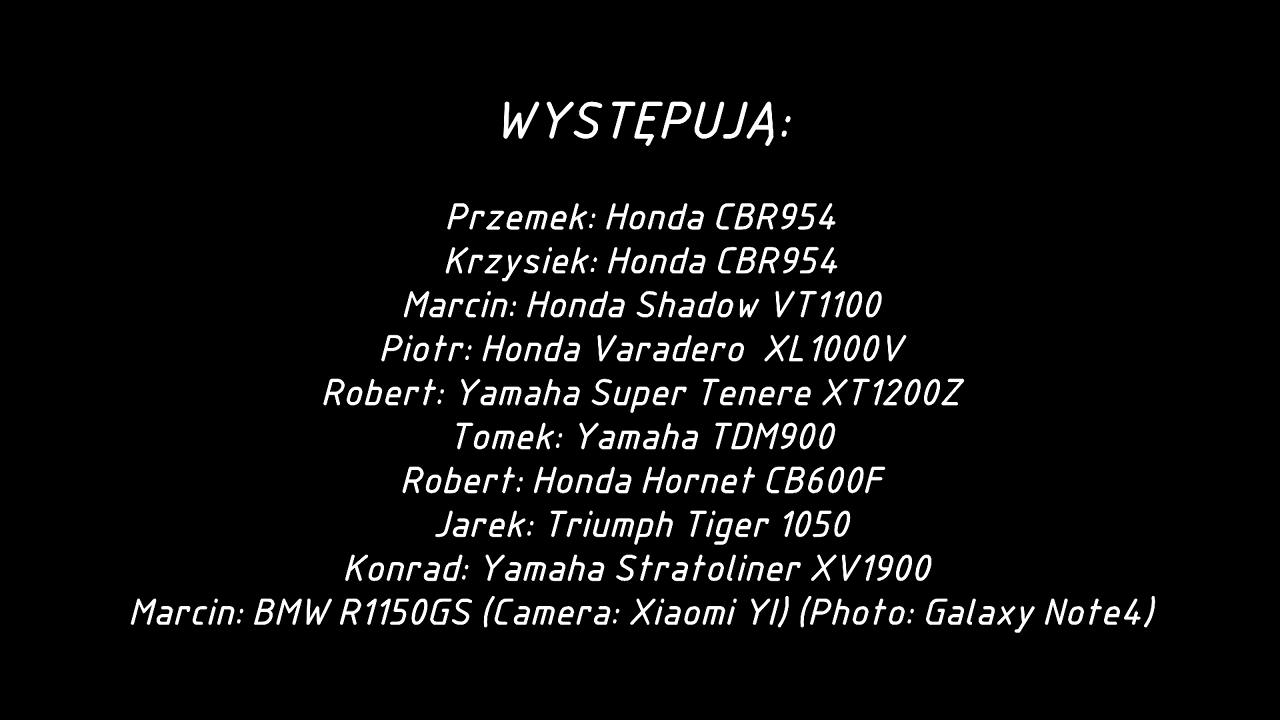 WYSTĘPUJĄ:
Przemek: Honda CBR954
Krzysiek: Honda CBR954
Marcin: Honda Shadow VT1100
Piotr: Honda Varadero XL1000V
Robert: Yamaha Super Tenere XT1200Z
Tomek: Yamaha TDM900
Robert: Honda Hornet CB600F
Jarek: Triumph Tiger 1050
Konrad: Yamaha Stratoliner XV1900
Marcin: BMW R1150GS (Camera: Xiaomi YI) (Photo: Galaxy Note4)